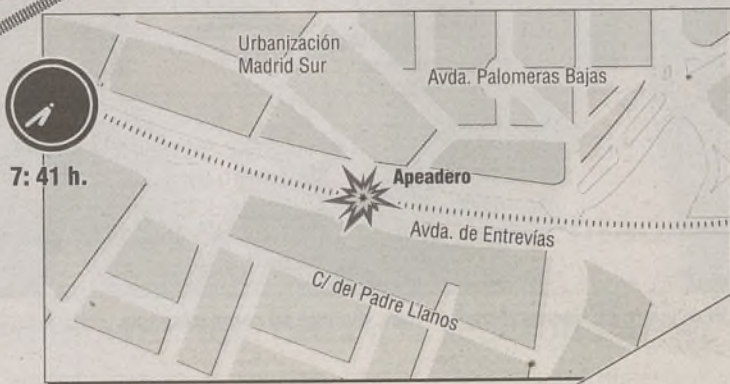 Urbanización
Madrid Sur
Avda. Palomeras Bajas
7: 41 h.
Apeadero
Avda. de Entrevías
C/ del Padre Llanos